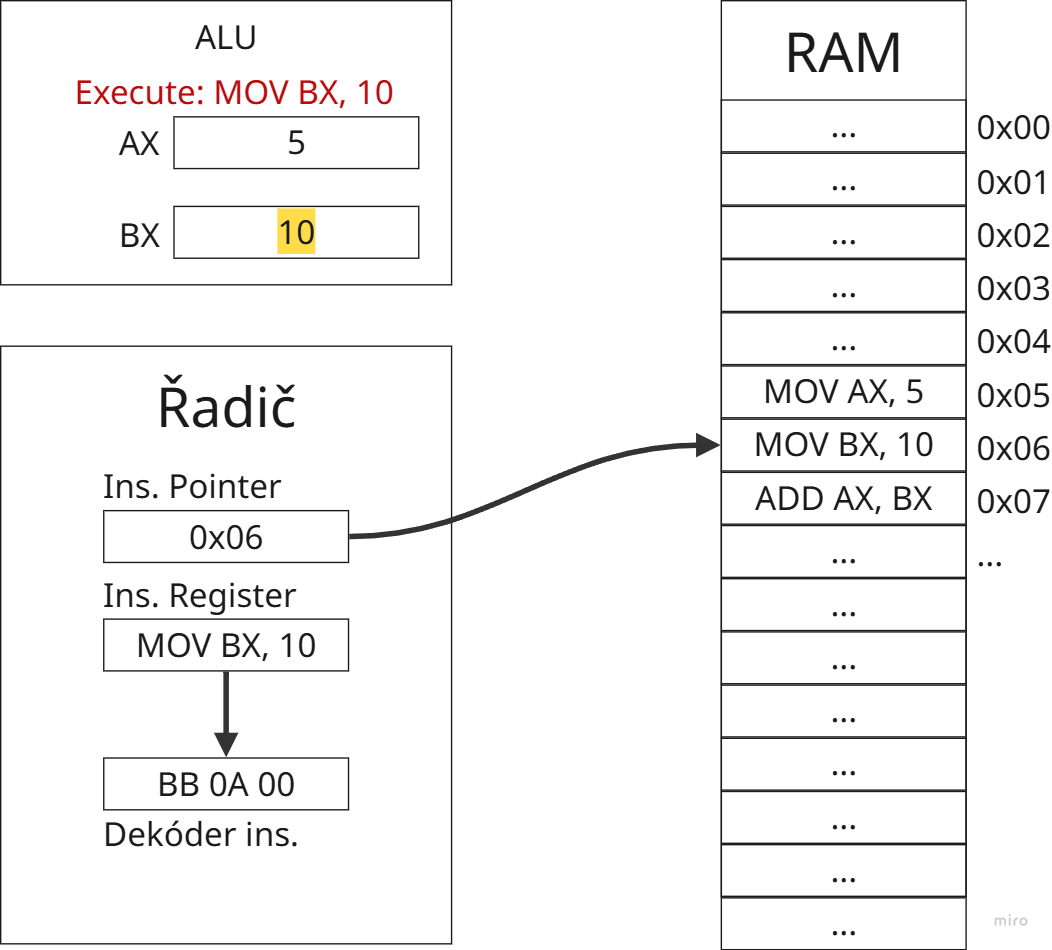 ALU
Execute: MOV BX, 10
AX 5
BX 10
Řadič
Ins. Pointer
0x06
Ins. Register
MOV BX, 10
BB 0A 00
Dekóder ins.
RAM
... 0x00
... 0x01
... 0x02
... 0x03
... 0x04
MOV AX, 5 0x05
MOV BX, 10 0x06
ADD AX, BX 0x07
... ...
...
...
...
...
...
...
...
miro